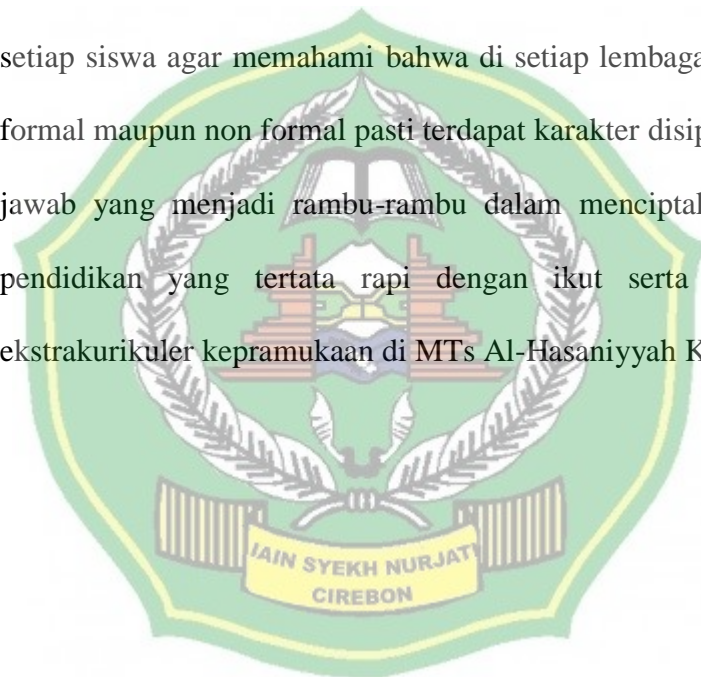 setiap siswa agar memahami bahwa di setiap lembaga
formal maupun non formal pasti terdapat karakter
jawab yang menjadi rambu-rambu dalam
pendidikan yang tertata rapi dengan ikut serta
ekstrakurikuler kepramukaan di MTs Al-Hasaniyyah
IAIN SYEKH NURJATI
CIREBON